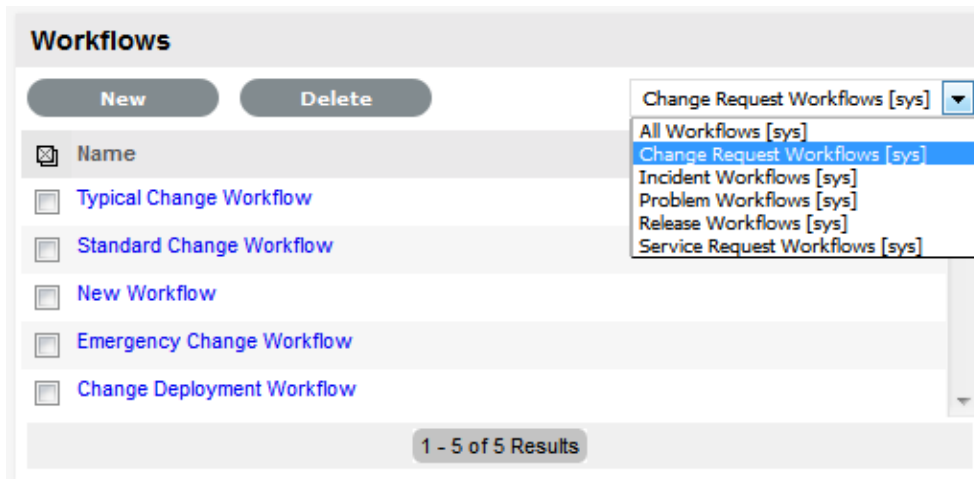 Workflows
New Delete Change Request Workflows [sys]
All Workflows [sys]
Name Change Request Workflows [sys]
Incident Workflows [sys]
Typical Change Workflow Problem Workflows [sys]
Release Workflows [sys]
Standard Change Workflow Service Request Workflows [sys]
New Workflow
Emergency Change Workflow
Change Deployment Workflow
1 - 5 of 5 Results